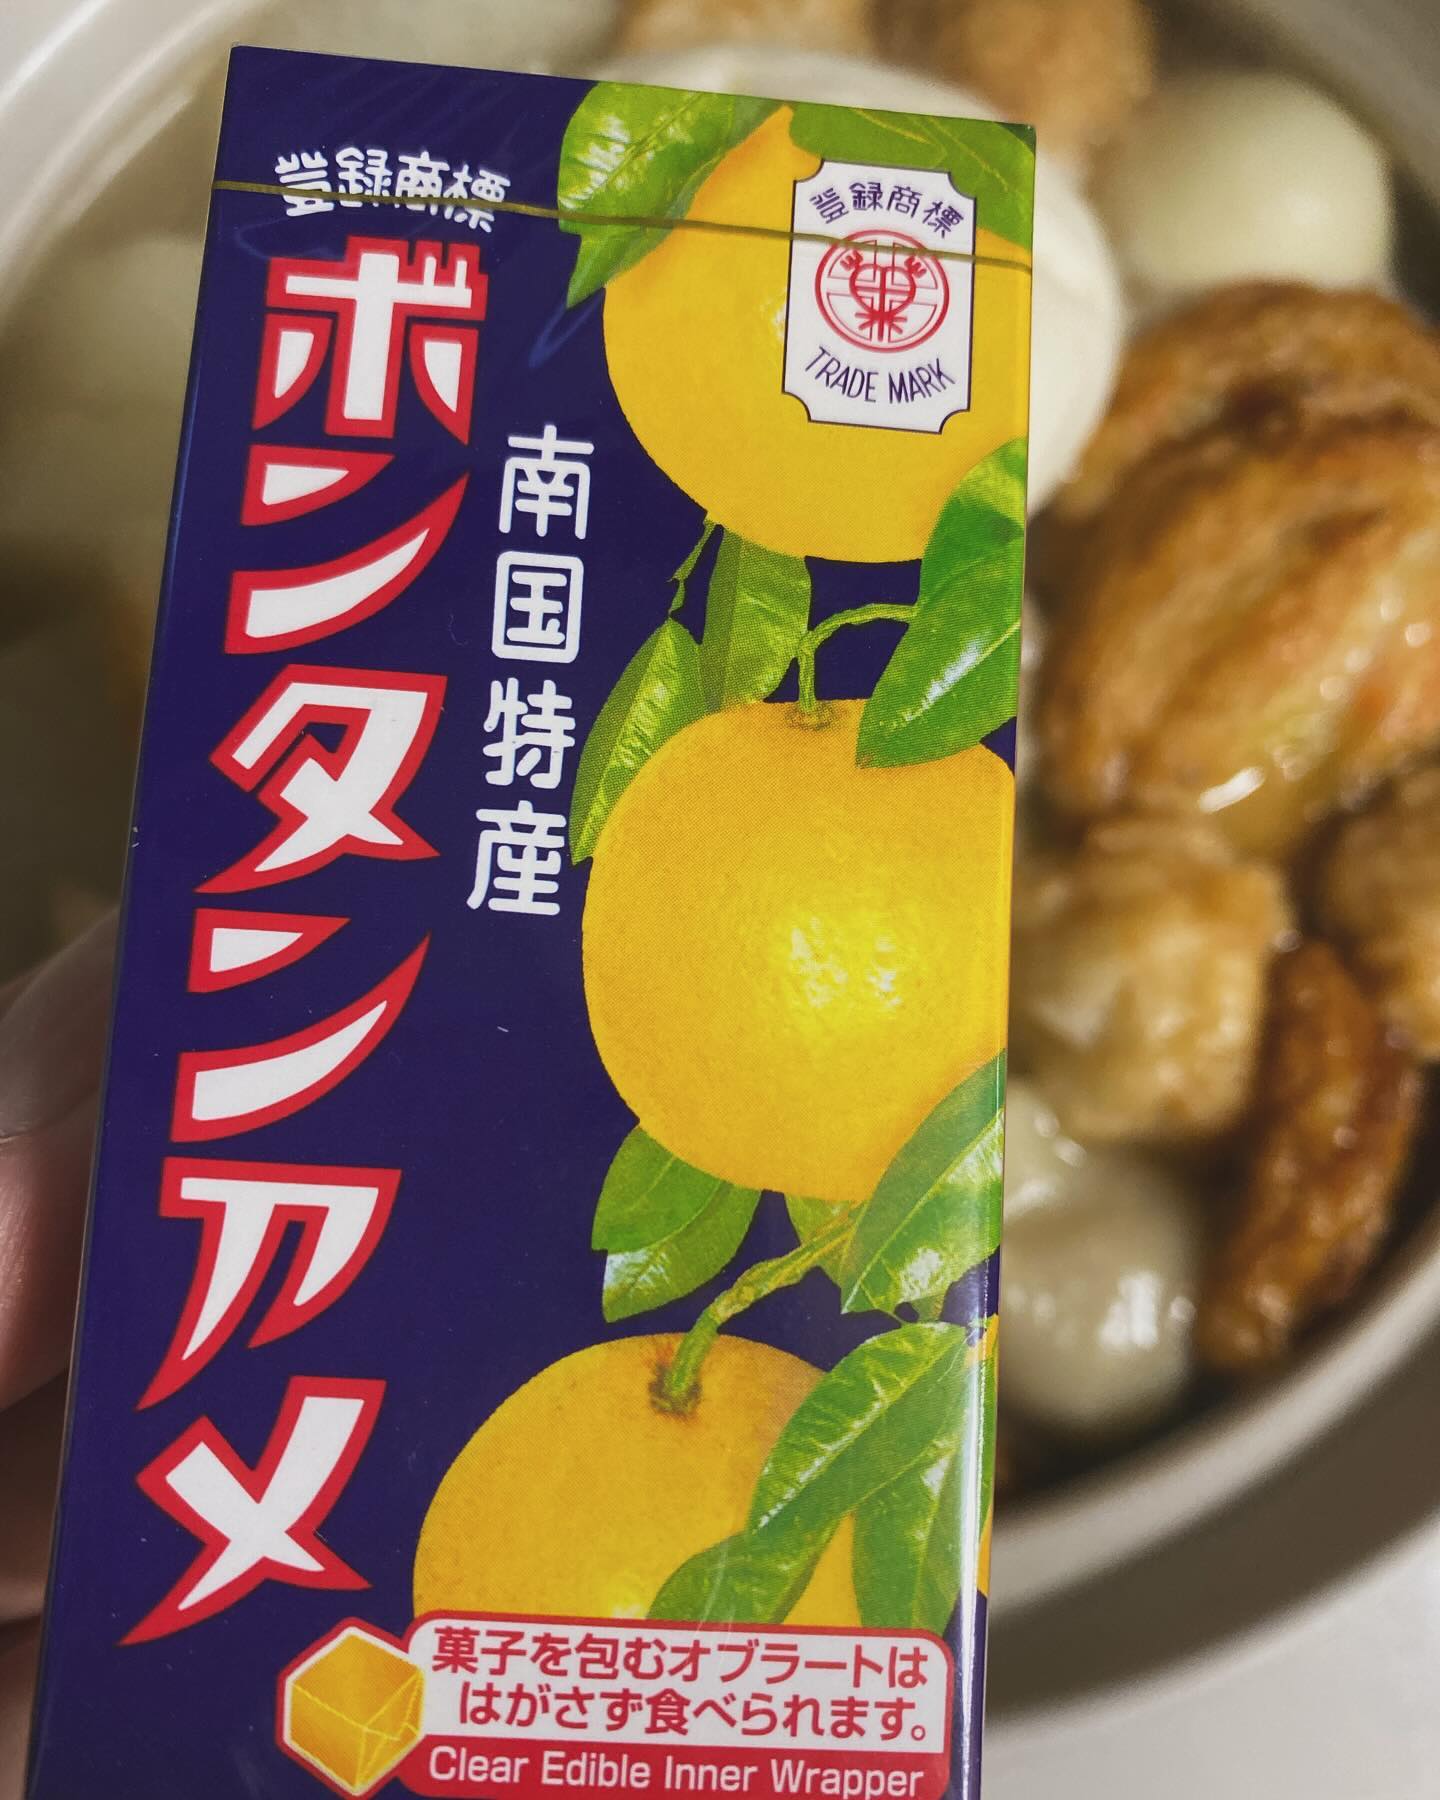 登録商標
ボンタンアメ
南国特産
登録商標
TRADE MARK
菓子を包むオブラートは
はがさず食べられます。
Clear Edible Inner Wrapper